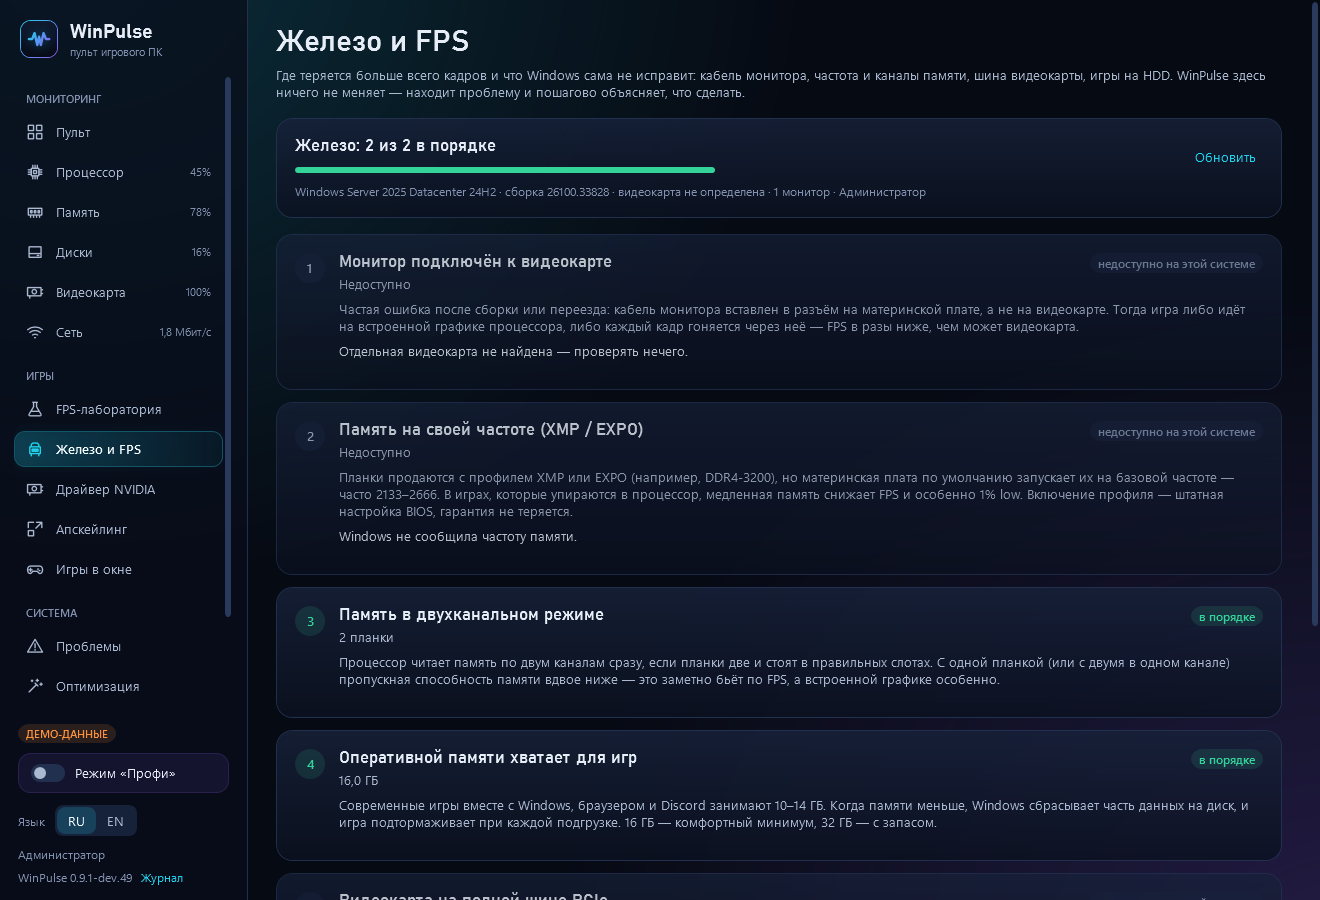 WinPulse
пульт игрового ПК
МОНИТОРИНГ
Пульт
Процессор 45%
Память 78%
Диски 16%
Видеокарта 100%
Сеть 1,8 Мбит/с
ИГРЫ
FPS-лаборатория
Железо и FPS
Драйвер NVIDIA
Апскейлинг
Игры в окне
СИСТЕМА
Проблемы
Оптимизация
ДЕМО-ДАННЫЕ
Режим «Профи»
Язык RU EN
Администратор
WinPulse 0.9.1-dev.49 Журнал
Железо и FPS
Где теряется больше всего кадров и что Windows сама не исправит: кабель монитора, частота и каналы памяти, шина видеокарты, игры на HDD. WinPulse здесь
ничего не меняет — находит проблему и пошагово объясняет, что сделать.
Железо: 2 из 2 в порядке
Обновить
Windows Server 2025 Datacenter 24H2 · сборка 26100.33828 · видеокарта не определена · 1 монитор · Администратор
1
Монитор подключён к видеокарте
недоступно на этой системе
Недоступно
Частая ошибка после сборки или переезда: кабель монитора вставлен в разъём на материнской плате, а не на видеокарте. Тогда игра либо идёт
на встроенной графике процессора, либо каждый кадр гоняется через неё — FPS в разы ниже, чем может видеокарта.
Отдельная видеокарта не найдена — проверять нечего.
2
Память на своей частоте (XMP / EXPO)
недоступно на этой системе
Недоступно
Планки продаются с профилем XMP или EXPO (например, DDR4-3200), но материнская плата по умолчанию запускает их на базовой частоте —
часто 2133–2666. В играх, которые упираются в процессор, медленная память снижает FPS и особенно 1% low. Включение профиля — штатная
настройка BIOS, гарантия не теряется.
Windows не сообщила частоту памяти.
3
Память в двухканальном режиме
в порядке
2 планки
Процессор читает память по двум каналам сразу, если планки две и стоят в правильных слотах. С одной планкой (или с двумя в одном канале)
пропускная способность памяти вдвое ниже — это заметно бьёт по FPS, а встроенной графике особенно.
4
Оперативной памяти хватает для игр
в порядке
16,0 ГБ
Современные игры вместе с Windows, браузером и Discord занимают 10–14 ГБ. Когда памяти меньше, Windows сбрасывает часть данных на диск, и
игра подтормаживает при каждой подгрузке. 16 ГБ — комфортный минимум, 32 ГБ — с запасом.
Видеокарта на полной шине PCIe